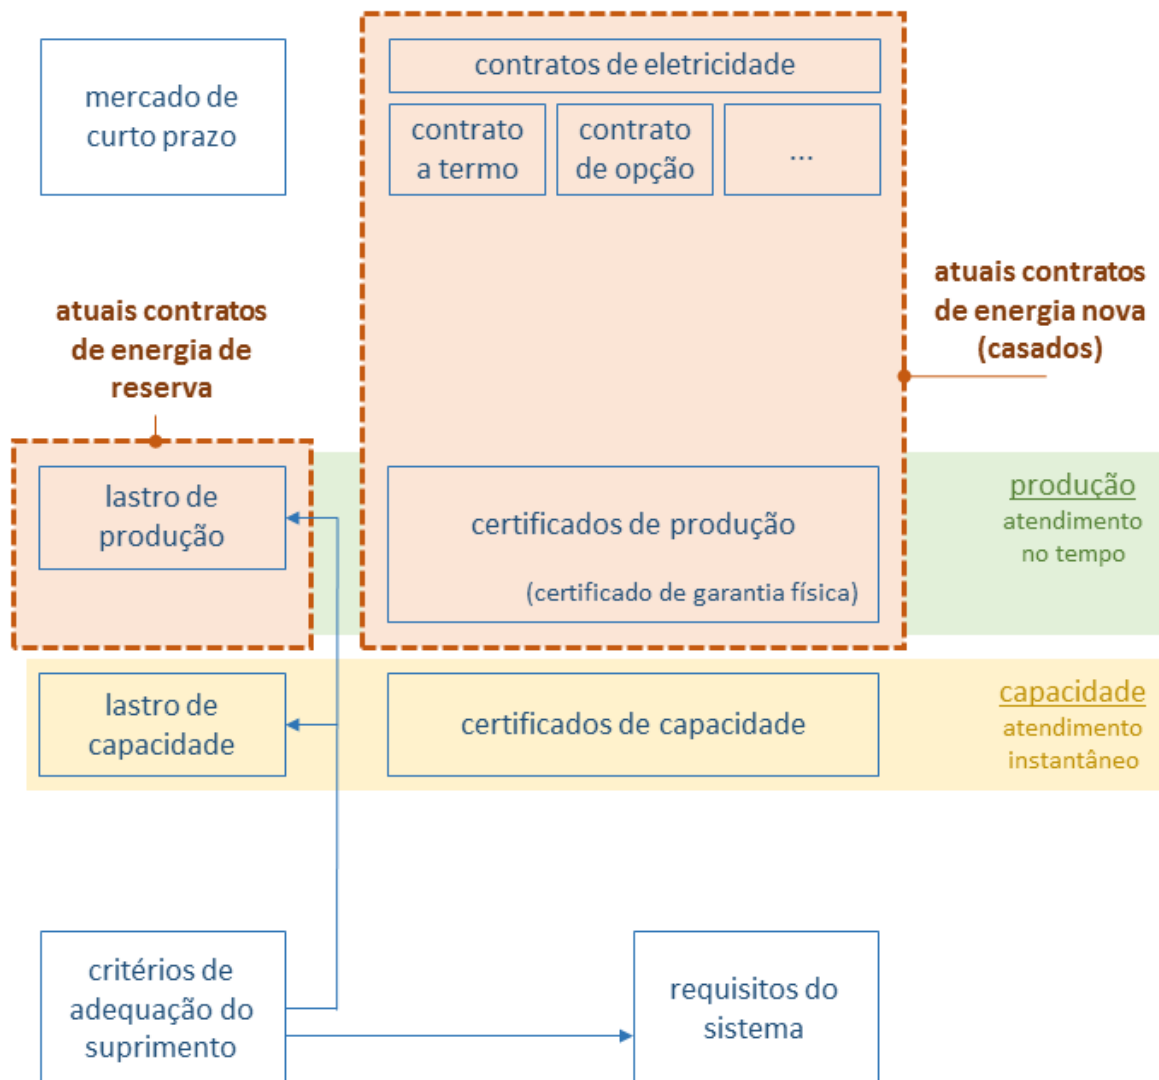 mercado de
curto prazo
contratos de eletricidade
contrato
a termo
contrato
de opção
...
atuais contratos
de energia nova
(casados)
atuais contratos
de energia de
reserva
lastro de
produção
certificados de produção
(certificado de garantia física)
produção
atendimento
no tempo
lastro de
capacidade
certificados de capacidade
capacidade
atendimento
instantâneo
critérios de
adequação do
suprimento
requisitos do
sistema